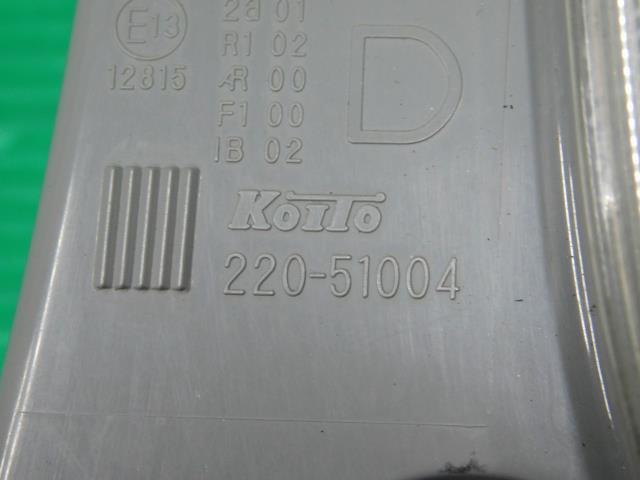 2a 01
E13
R1 02
12815
AR 00
F1 00
IB 02
D
KOITO
220-51004